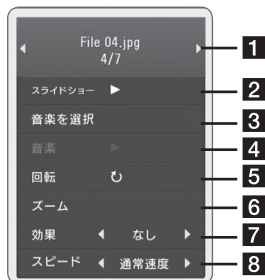 File 04.jpg
4/7
1
スライドショー ▶ 2
音楽を選択 3
音楽 ▶ 4
回転 ↻ 5
ズーム 6
効果 ◀ なし ▶ 7
スピード ◀ 通常速度 ▶ 8